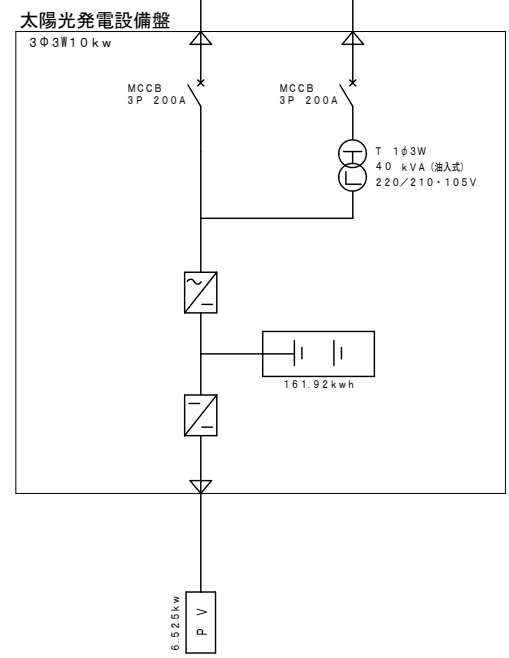 太陽光発電設備盤
3Φ3W10kw
MCCB
3P 200A
MCCB
3P 200A
T 1φ3W
40 kVA (油入式)
220/210・105V
161.92kwh
6.525kw
PV